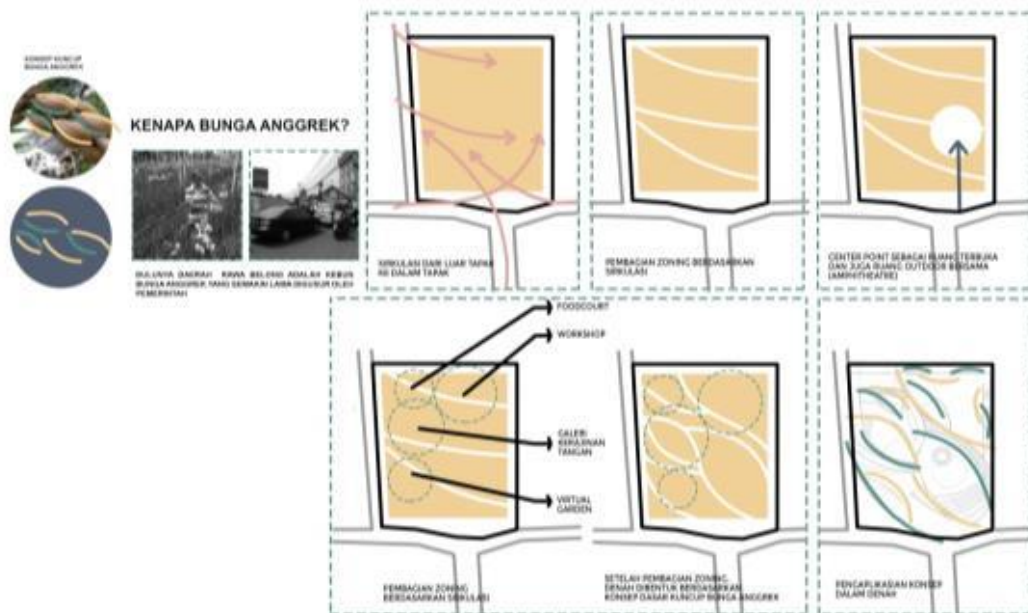 KONSEP KUNCUP
BUNGA ANGGREK
KENAPA BUNGA ANGGREK?
DULUNYA DAERAH RAWA BELONG ADALAH KEBUN
BUNGA ANGGREK YANG SEMAKAI LAMA DIGUSUR OLEH
PEMERINTAH
SIRKULASI DARI LUAR TAPAK
KE DALAM TAPAK
PEMBAGIAN ZONING BERDASARKAN
SIRKULASI
CENTER POINT SEBAGAI RUANG TERBUKA
DAN JUGA RUANG OUTDOOR BERSAMA
(AMPHITHEATRE)
FOODCOURT
WORKSHOP
GALERI
KERAJINAN
TANGAN
VIRTUAL
GARDEN
PEMBAGIAN ZONING
BERDASARKAN SIRKULASI
SETELAH PEMBAGIAN ZONING,
DENAH DIBENTUK BERDASARKAN
KONSEP DASAR KUNCUP BUNGA ANGGREK
PENGAPLIKASIAN KONSEP
DALAM DENAH